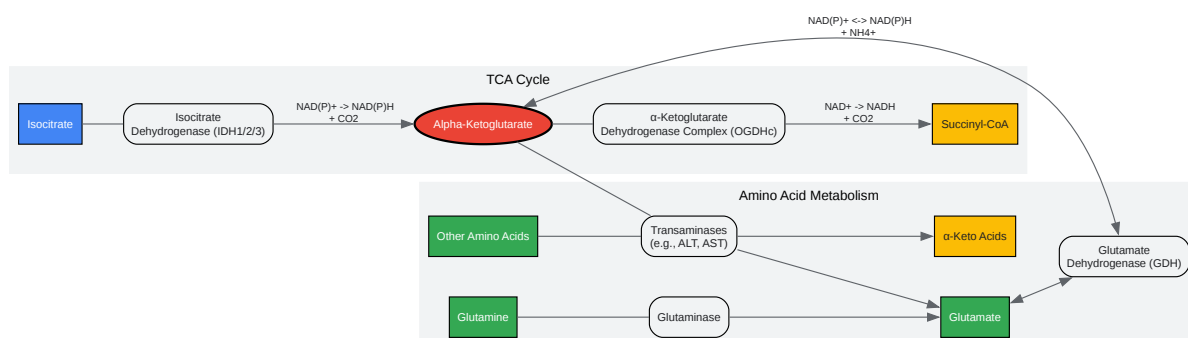 NAD(P)+ <-> NAD(P)H
+ NH4+
TCA Cycle
Isocitrate
Isocitrate
Dehydrogenase (IDH1/2/3)
NAD(P)+ -> NAD(P)H
+ CO2
Alpha-Ketoglutarate
α-Ketoglutarate
Dehydrogenase Complex (OGDHc)
NAD+ -> NADH
+ CO2
Succinyl-CoA
Amino Acid Metabolism
Other Amino Acids
Transaminases
(e.g., ALT, AST)
α-Keto Acids
Glutamate
Dehydrogenase (GDH)
Glutamine
Glutaminase
Glutamate